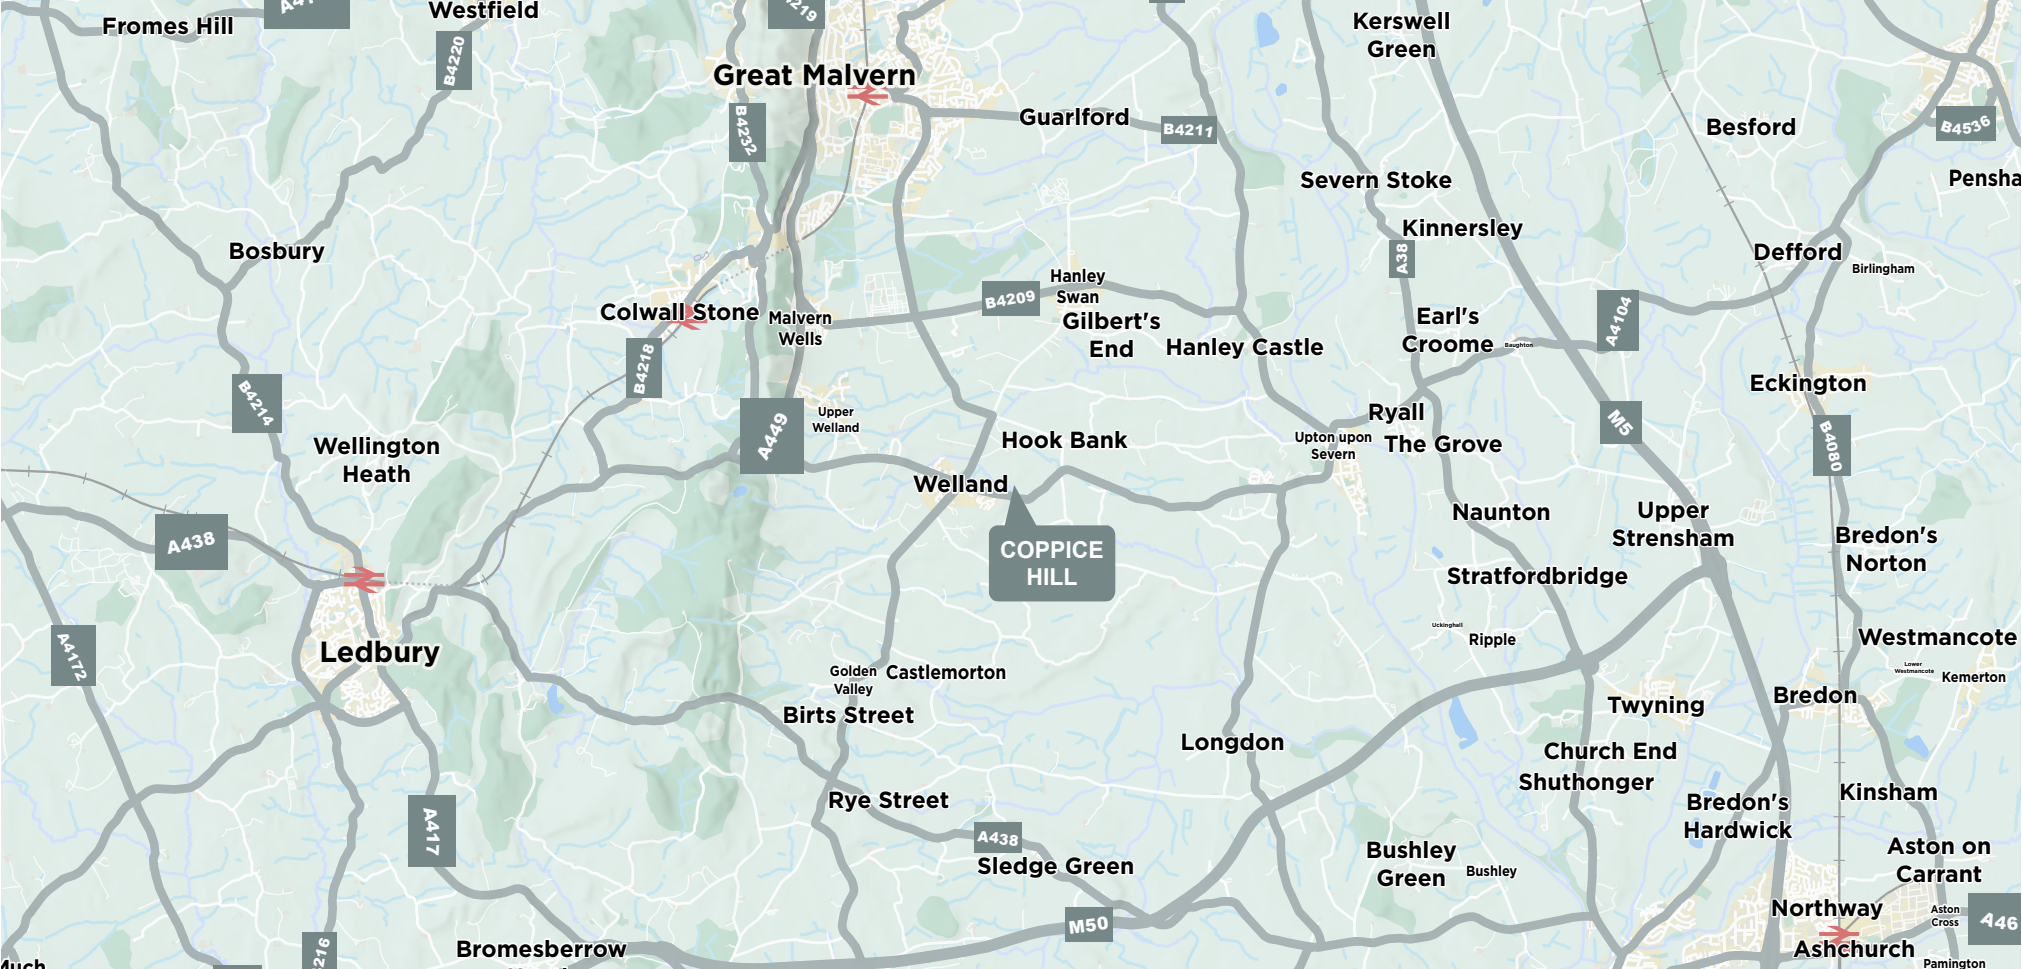 Fromes Hill
Westfield
B4220
Great Malvern
B4232
Guarlford
B4211
Kerswell
Green
Besford
B4536
Severn Stoke
Kinnersley
A38
Bosbury
Defford
Birlingham
Hanley
Swan
B4209
Colwall Stone
Malvern
Wells
Gilbert's
End
Hanley Castle
Earl's
Croome
Baughton
A4104
B4218
B4214
Eckington
Upper
Welland
A449
Ryall
M5
Hook Bank
Upton upon
Severn
The Grove
B4080
Wellington
Heath
Welland
COPPICE
HILL
Naunton
Upper
Strensham
A438
Bredon's
Norton
Stratfordbridge
Uckinghall
Ripple
A4172
Ledbury
Westmancote
Lower
Westmancote
Kemerton
Golden
Valley
Castlemorton
Birts Street
Twyning
Bredon
Longdon
Church End
Shuthonger
Rye Street
Bredon's
Hardwick
Kinsham
A417
A438
Sledge Green
Bushley
Green
Bushley
Aston on
Carrant
M50
Northway
Aston
Cross
A46
Bromesberrow
Ashchurch
Pamington